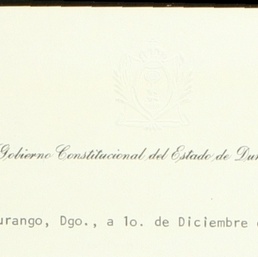 Gobierno Constitucional del Estado de Du
urango, Dgo., a 1o. de Diciembre